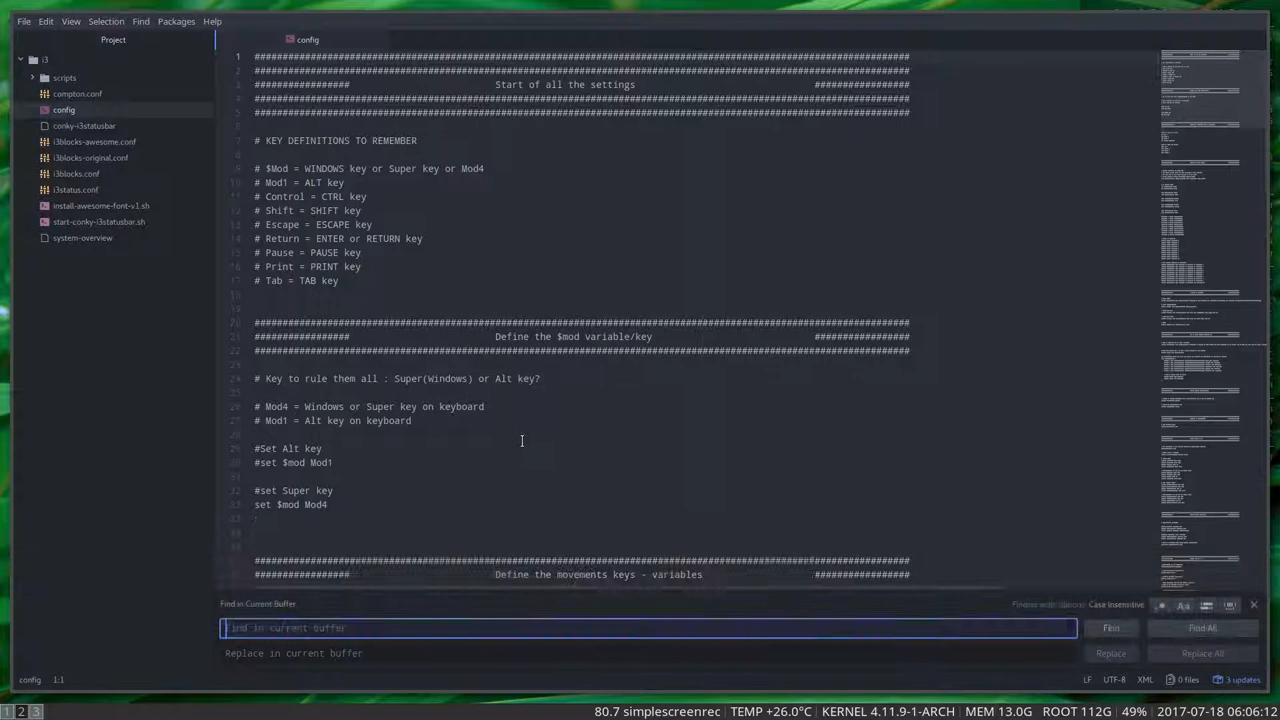 File Edit View Selection Find Packages Help
Project
config
i3
scripts
compton.conf
config
conky-i3statusbar
i3blocks-awesome.conf
i3blocks-original.conf
i3blocks.conf
i3status.conf
install-awesome-font-v1.sh
start-conky-i3statusbar.sh
system-overview
1
Start of all the settings
# KEY DEFINITIONS TO REMEMBER
# $Mod = WINDOWS key or Super key or Mod4
# Mod1 = ALT key
# Control = CTRL key
# Shift = SHIFT key
# Escape = ESCAPE key
# Return = ENTER or RETURN key
# Pause = PAUSE key
# Print = PRINT key
# Tab = TAB key
############### Define the $mod variable/key ###############
# Key to rule them all : Super(Windows) or Alt key?
# Mod4 = Windows or Super key on keyboard
# Mod1 = Alt key on keyboard
#Set Alt key
#set $mod Mod1
#set Super key
set $mod Mod4
Define the movements keys - variables
Find in Current Buffer
Case Insensitive
Find in current buffer
Find
Find All
Replace in current buffer
Replace
Replace All
config 1:1
LF UTF-8 XML 0 files 3 updates
1 2 3
80.7 simplescreenrec TEMP +26.0°C KERNEL 4.11.9-1-ARCH MEM 13.0G ROOT 112G 49% 2017-07-18 06:06:12